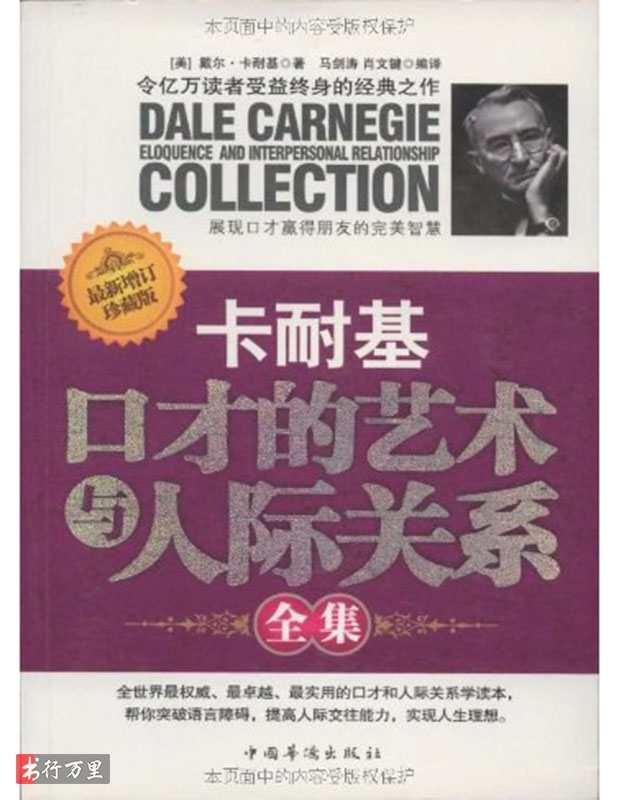 本页面中的内容受版权保护
[美] 戴尔·卡耐基◎著 马剑涛 肖文键◎编译
令亿万读者受益终身的经典之作
DALE CARNEGIE
ELOQUENCE AND INTERPERSONAL RELATIONSHIP
COLLECTION
展现口才赢得朋友的完美智慧
最新增订
珍藏版
卡耐基
口才的艺术
与人际关系
全集
全世界最权威、最卓越、最实用的口才和人际关系学读本，
帮你突破语言障碍，提高人际交往能力，实现人生理想。
中国华侨出版社
书行万里
本页面中的内容受版权保护